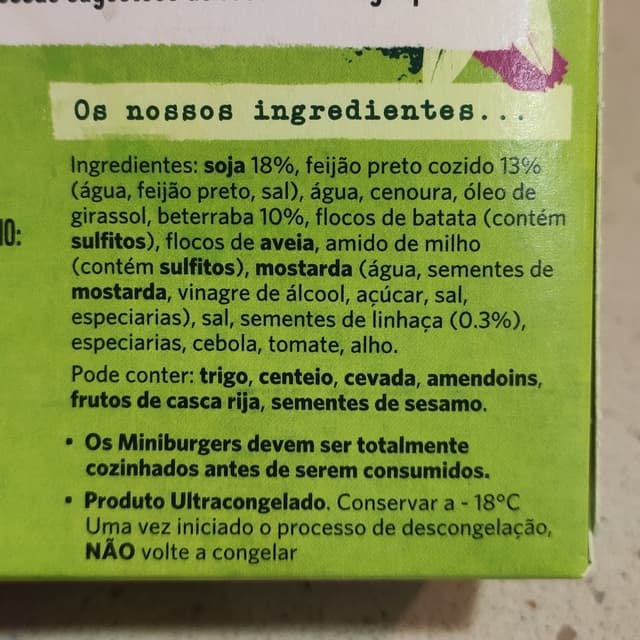 Os nossos ingredientes...
Ingredientes: soja 18%, feijão preto cozido 13%
(água, feijão preto, sal), água, cenoura, óleo de
girassol, beterraba 10%, flocos de batata (contém
sulfitos), flocos de aveia, amido de milho
(contém sulfitos), mostarda (água, sementes de
mostarda, vinagre de álcool, açúcar, sal,
especiarias), sal, sementes de linhaça (0.3%),
especiarias, cebola, tomate, alho.
Pode conter: trigo, centeio, cevada, amendoins,
frutos de casca rija, sementes de sesamo.
• Os Miniburgers devem ser totalmente
cozinhados antes de serem consumidos.
• Produto Ultracongelado. Conservar a - 18°C
Uma vez iniciado o processo de descongelação,
NÃO volte a congelar